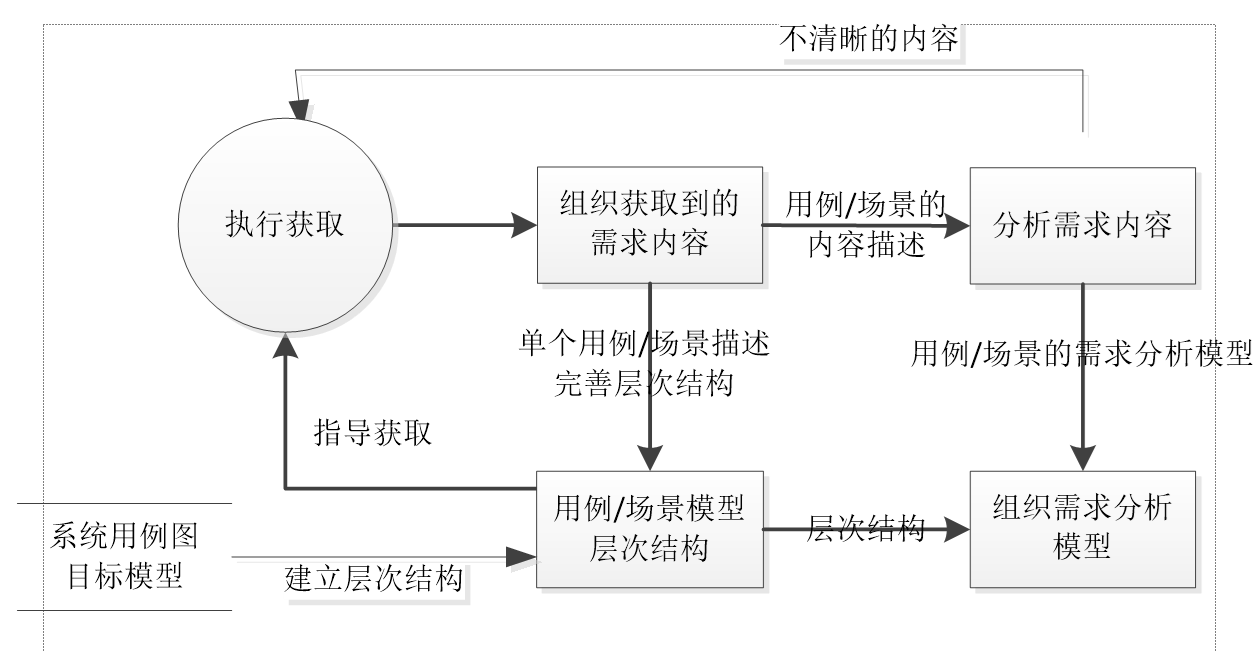 不清晰的内容
执行获取
组织获取到的
需求内容
用例/场景的
内容描述
分析需求内容
单个用例/场景描述
完善层次结构
用例/场景的需求分析模型
指导获取
系统用例图
目标模型
建立层次结构
用例/场景模型
层次结构
层次结构
组织需求分析
模型